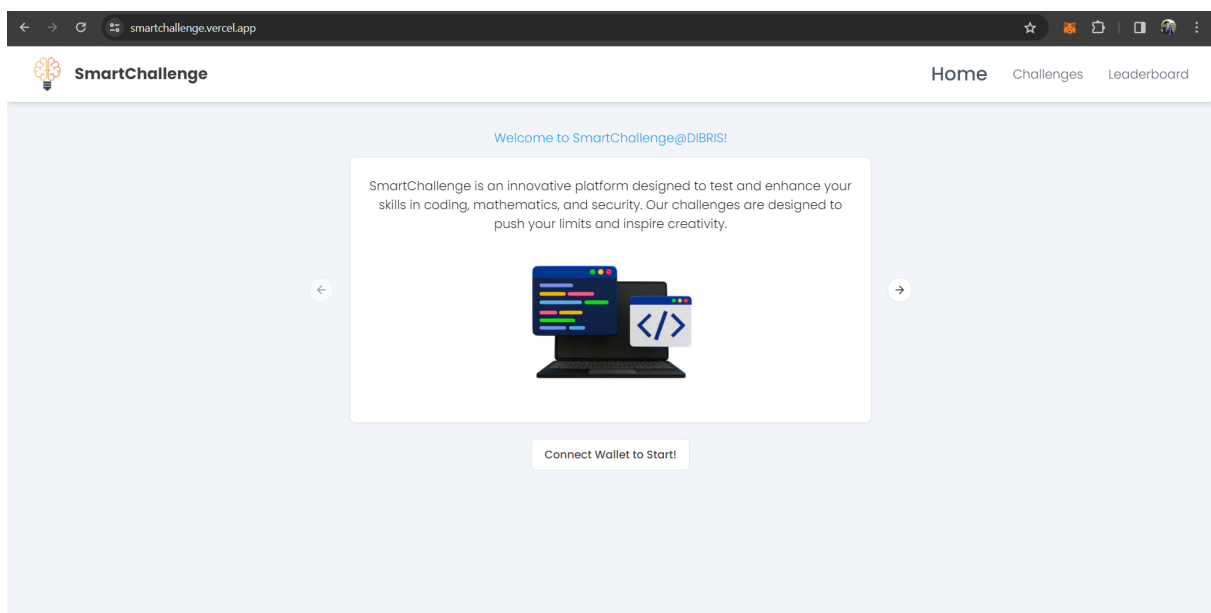 smartchallenge.vercel.app
SmartChallenge
Home
Challenges
Leaderboard
Welcome to SmartChallenge@DIBRIS!
SmartChallenge is an innovative platform designed to test and enhance your
skills in coding, mathematics, and security. Our challenges are designed to
push your limits and inspire creativity.
</>
Connect Wallet to Start!